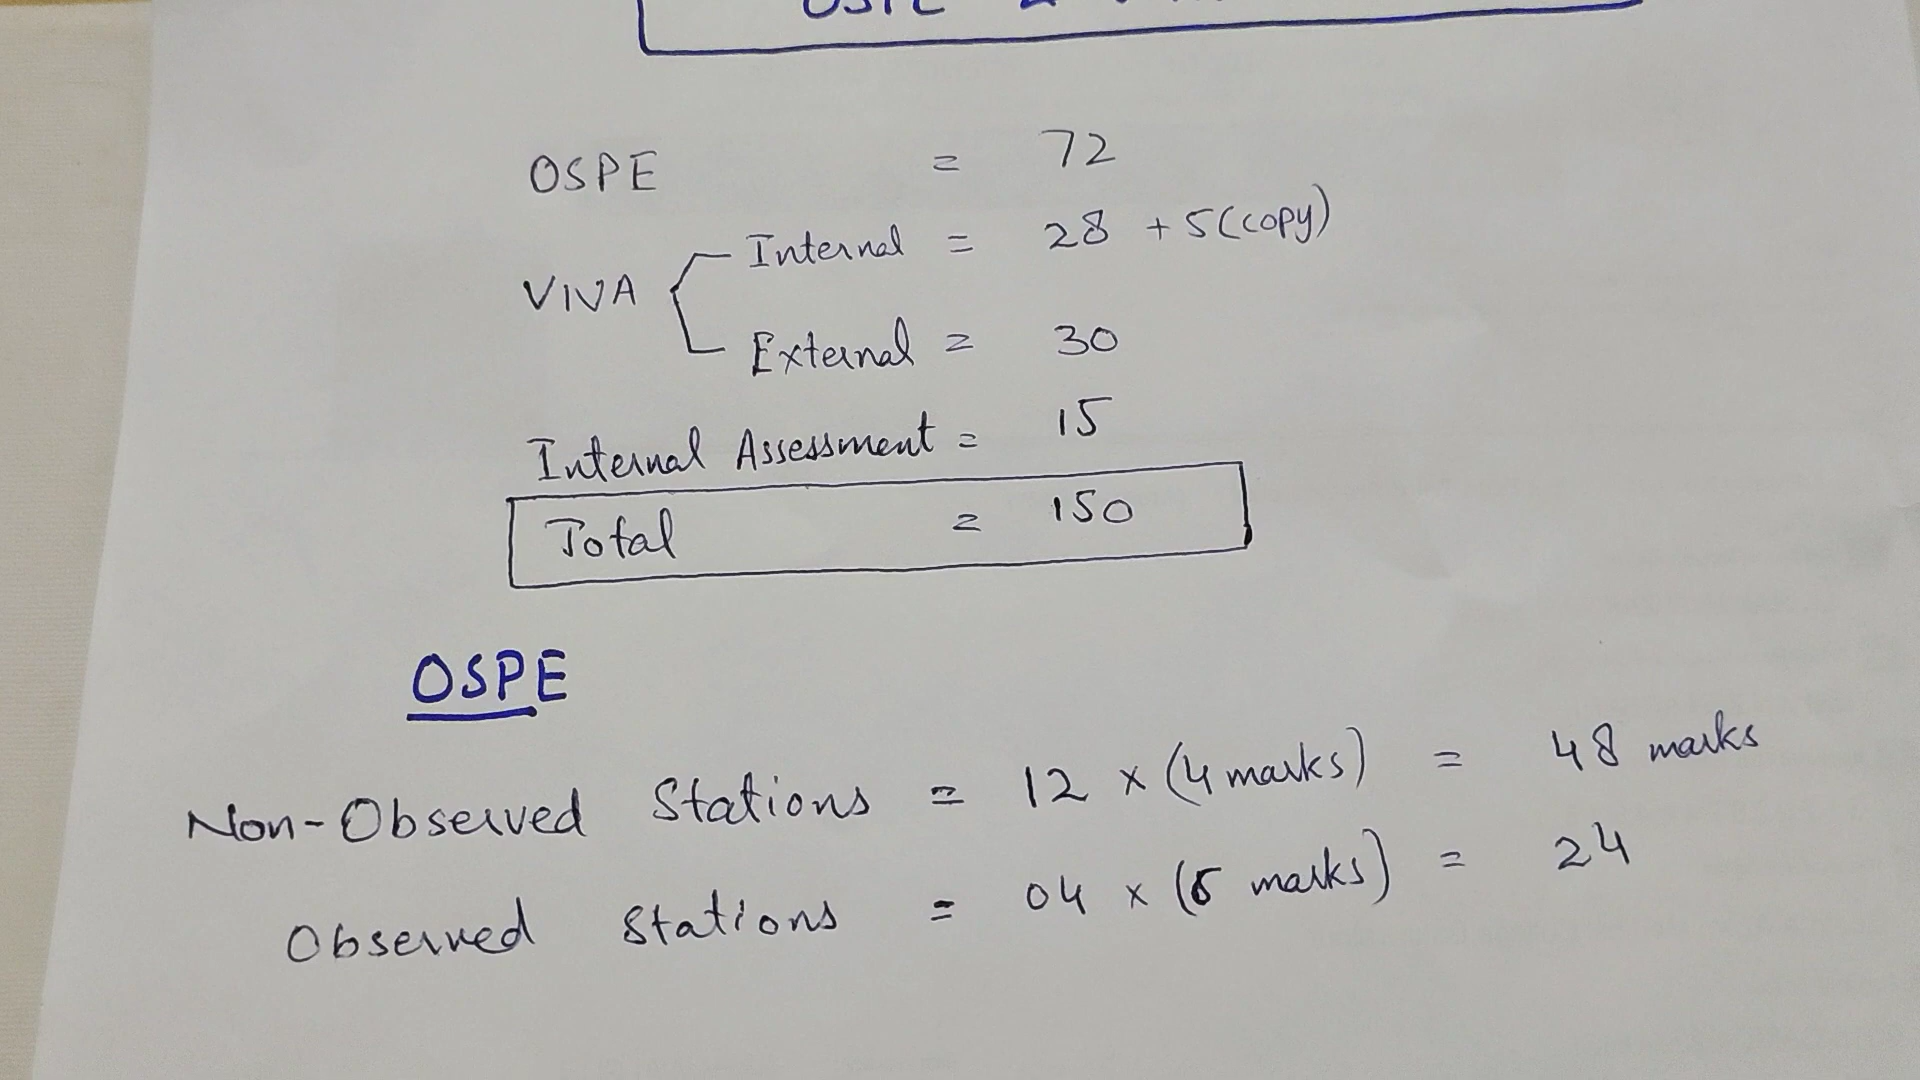 OSPE &
OSPE = 72
VIVA Internal = 28 + 5 (copy)
External = 30
Internal Assessment = 15
Total = 150
OSPE
Non-Observed Stations = 12 x (4 marks) = 48 marks
Observed Stations = 04 x (6 marks) = 24